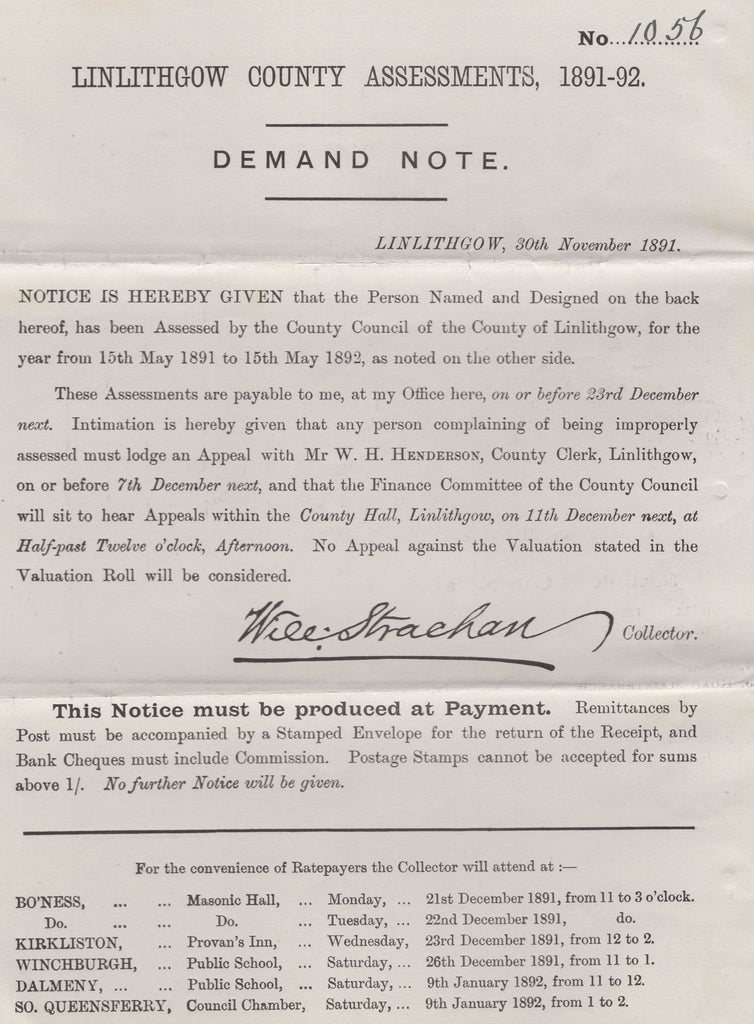 No....1056
LINLITHGOW COUNTY ASSESSMENTS, 1891-92.
DEMAND NOTE.
LINLITHGOW, 30th November 1891.
NOTICE IS HEREBY GIVEN that the Person Named and Designed on the back
hereof, has been Assessed by the County Council of the County of Linlithgow, for the
year from 15th May 1891 to 15th May 1892, as noted on the other side.
These Assessments are payable to me, at my Office here, on or before 23rd December
next. Intimation is hereby given that any person complaining of being improperly
assessed must lodge an Appeal with Mr W. H. HENDERSON, County Clerk, Linlithgow,
on or before 7th December next, and that the Finance Committee of the County Council
will sit to hear Appeals within the County Hall, Linlithgow, on 11th December next, at
Half-past Twelve o'clock, Afternoon. No Appeal against the Valuation stated in the
Valuation Roll will be considered.
Will: Strachan Collector.
This Notice must be produced at Payment. Remittances by
Post must be accompanied by a Stamped Envelope for the return of the Receipt, and
Bank Cheques must include Commission. Postage Stamps cannot be accepted for sums
above 1/. No further Notice will be given.
For the convenience of Ratepayers the Collector will attend at :—
BO'NESS, ... ... Masonic Hall, ... Monday, ... 21st December 1891, from 11 to 3 o'clock.
Do. ... ... Do. ... Tuesday, ... 22nd December 1891, do.
KIRKLISTON, ... Provan's Inn, ... Wednesday, 23rd December 1891, from 12 to 2.
WINCHBURGH, ... Public School, ... Saturday, ... 26th December 1891, from 11 to 1.
DALMENY, ... ... Public School, ... Saturday, ... 9th January 1892, from 11 to 12.
SO. QUEENSFERRY, Council Chamber, Saturday, ... 9th January 1892, from 1 to 2.